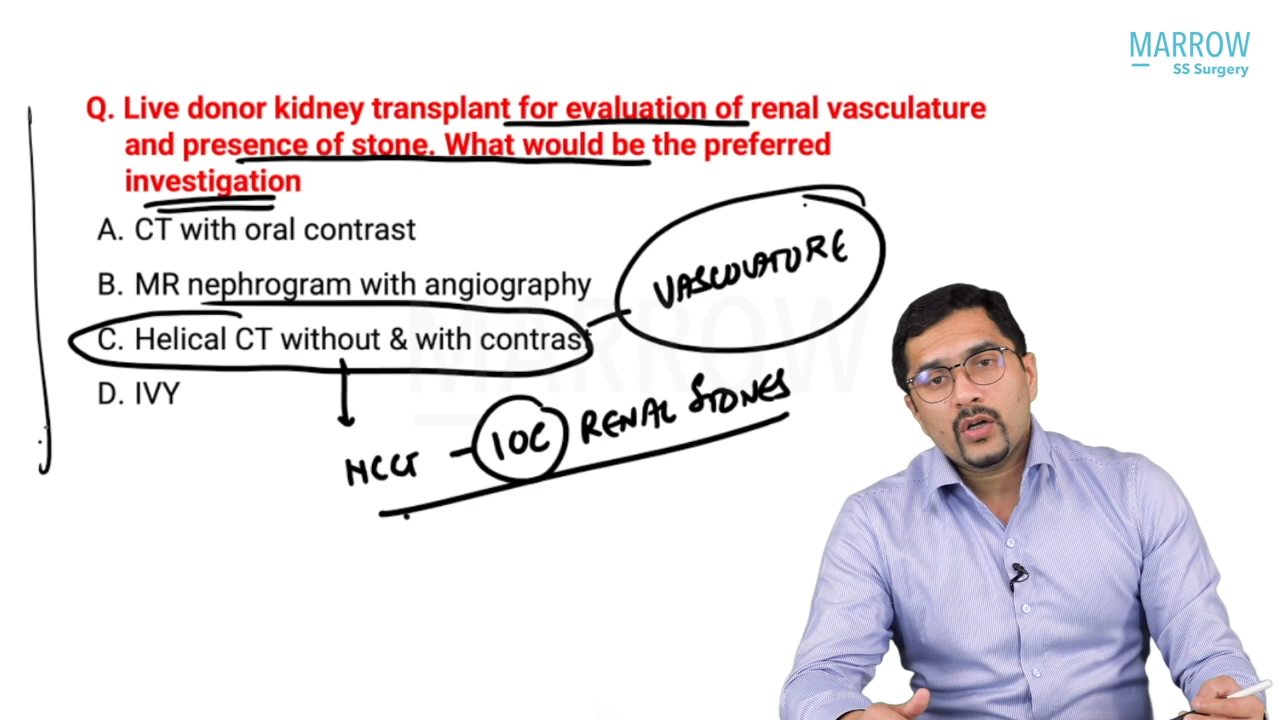 MARROW
SS Surgery
Q. Live donor kidney transplant for evaluation of renal vasculature
and presence of stone. What would be the preferred
investigation
A. CT with oral contrast
B. MR nephrogram with angiography
C. Helical CT without & with contrast
D. IVY
VASCULATURE
NCCT - IOC RENAL STONES
MARROW